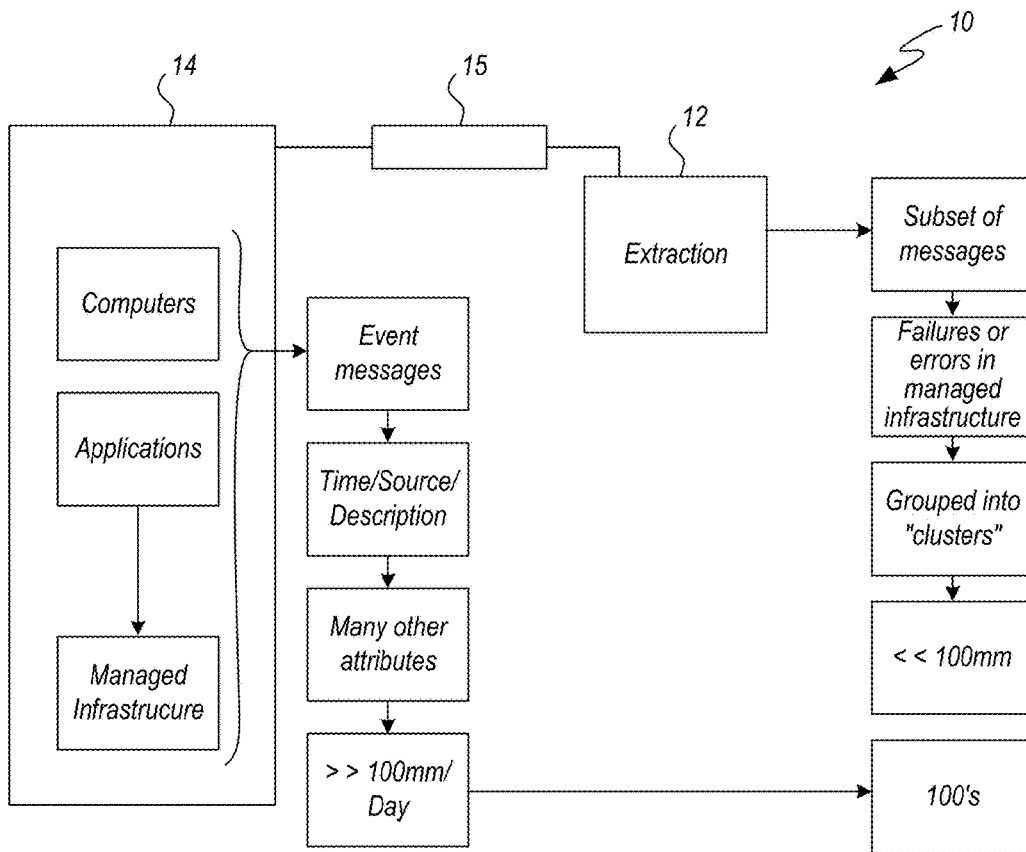 10
14
15
12
Extraction
Subset of
messages
Computers
Event
messages
Failures or
errors in
managed
infrastructure
Applications
Time/Source/
Description
Grouped into
"clusters"
Many other
attributes
< < 100mm
Managed
Infrastrucure
> > 100mm/
Day
100's